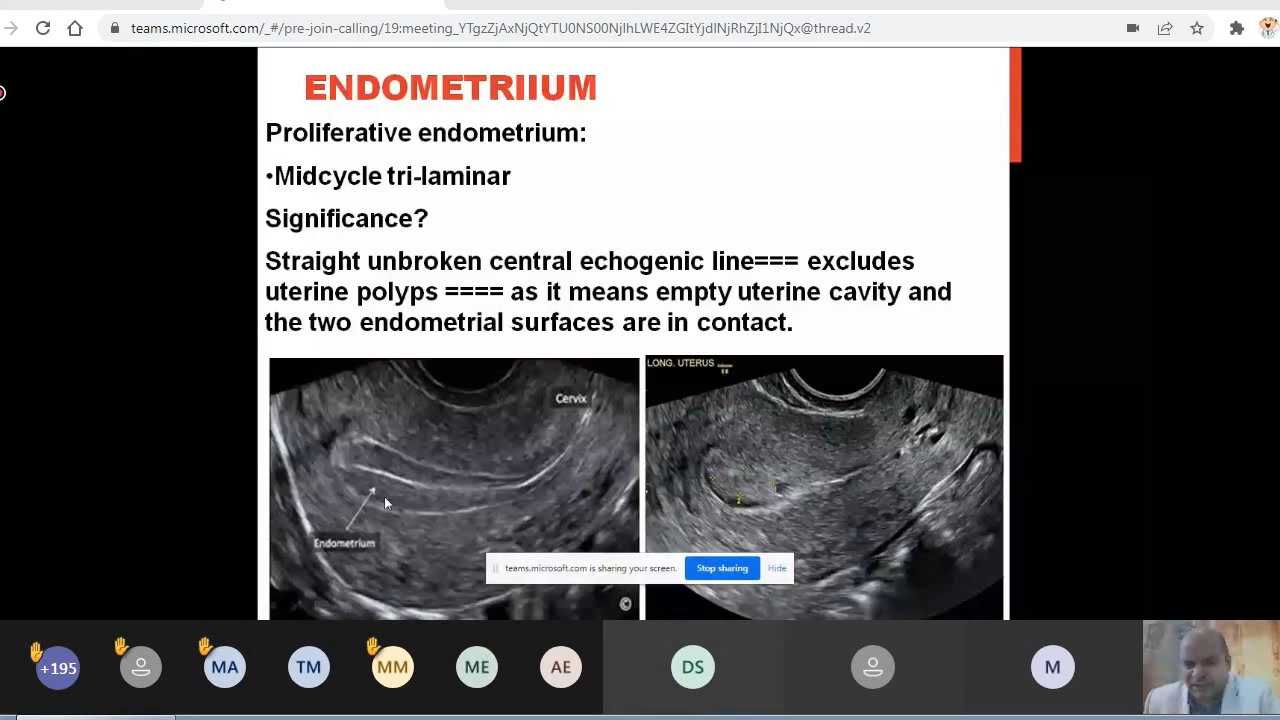 teams.microsoft.com/_#/pre-join-calling/19:meeting_YTgzZjAxNjQtYTU0NS00NjlhLWE4ZGItYjdlNjRhZjI1NjQx@thread.v2
ENDOMETRIIUM
Proliferative endometrium:
•Midcycle tri-laminar
Significance?
Straight unbroken central echogenic line=== excludes
uterine polyps ==== as it means empty uterine cavity and
the two endometrial surfaces are in contact.
Cervix
Endometrium
©
LONG. UTERUS
teams.microsoft.com is sharing your screen.
Stop sharing
Hide
+195
MA
TM
MM
ME
AE
DS
M